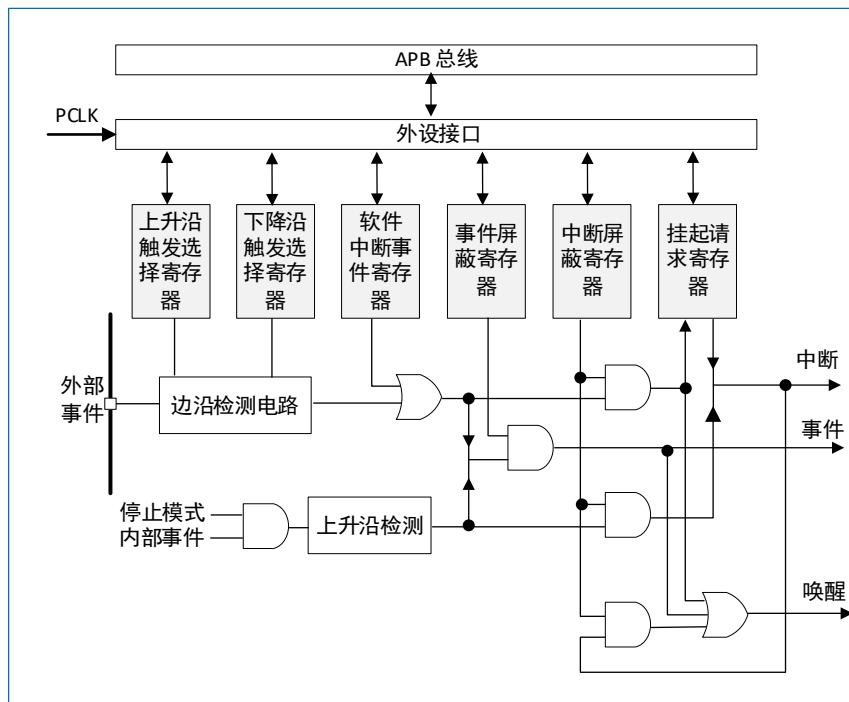 APB 总线
PCLK
外设接口
上升沿
触发选
择寄存
器
下降沿
触发选
择寄存
器
软件
中断事
件寄存
器
事件屏
蔽寄存
器
中断屏
蔽寄存
器
挂起请
求寄存
器
外部
事件
边沿检测电路
中断
事件
停止模式
内部事件
上升沿检测
唤醒